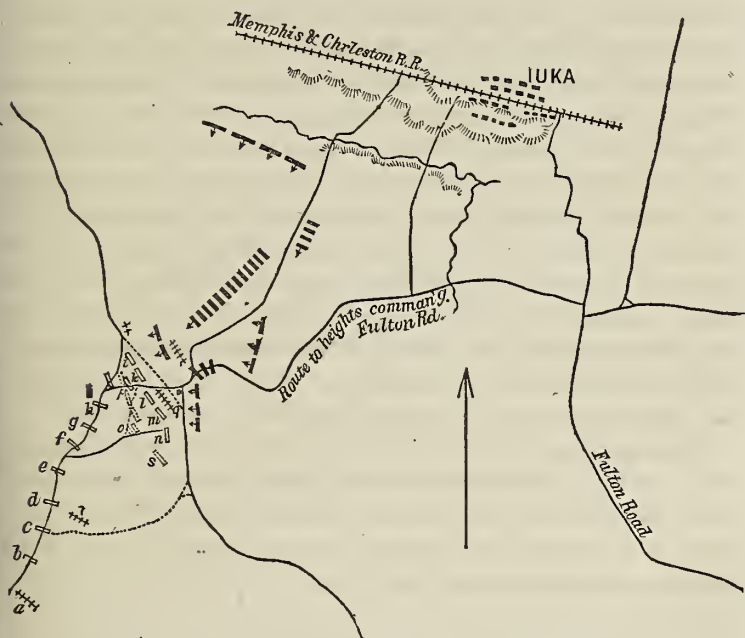 Memphis & Chrleston R.R.
IUKA
Route to heights command'g.
Fulton Rd.
Fulton Road
k
l
g
m
q
o
n
f
s
e
d
r
c
b
a